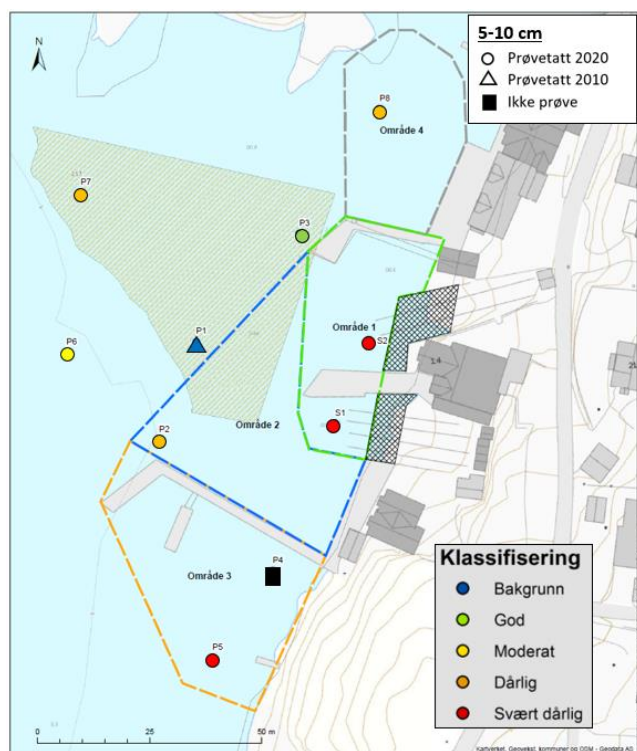 5-10 cm
Prøvetatt 2020
Prøvetatt 2010
Ikke prøve
N
P8
Område 4
P7
P3
P1
Område 1
S2
P6
P2
Område 2
S1
P4
Område 3
P5
Klassifisering
Bakgrunn
God
Moderat
Dårlig
Svært dårlig
0 25 50 m
Kartverket, Geovekst, kommuner og ODM - Geodata AS